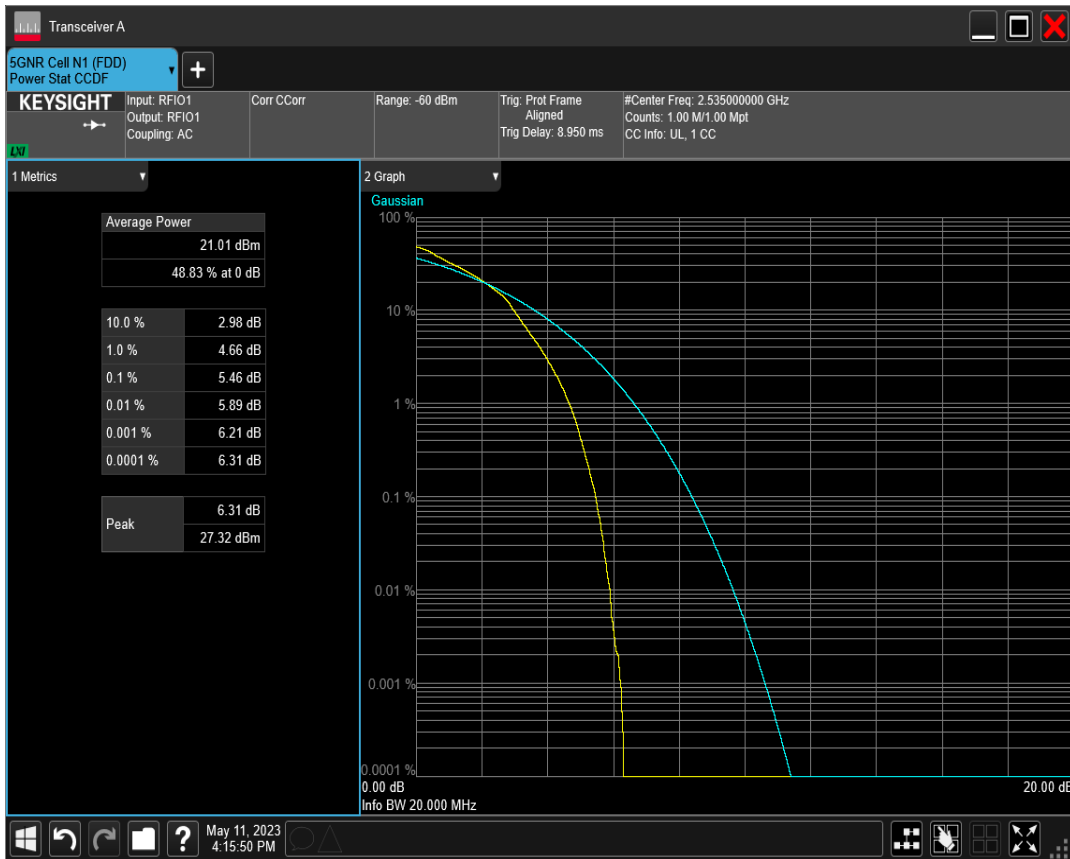 Transceiver A
5GNR Cell N1 (FDD)
Power Stat CCDF
KEYSIGHT
LXI
Input: RFIO1
Output: RFIO1
Coupling: AC
Corr CCorr
Range: -60 dBm
Trig: Prot Frame
Aligned
Trig Delay: 8.950 ms
#Center Freq: 2.535000000 GHz
Counts: 1.00 M/1.00 Mpt
CC Info: UL, 1 CC
1 Metrics
Average Power
21.01 dBm
48.83 % at 0 dB
10.0 % 2.98 dB
1.0 % 4.66 dB
0.1 % 5.46 dB
0.01 % 5.89 dB
0.001 % 6.21 dB
0.0001 % 6.31 dB
Peak
6.31 dB
27.32 dBm
2 Graph
Gaussian
100 %
10 %
1 %
0.1 %
0.01 %
0.001 %
0.0001 %
0.00 dB 20.00 dB
Info BW 20.000 MHz
?
May 11, 2023
4:15:50 PM